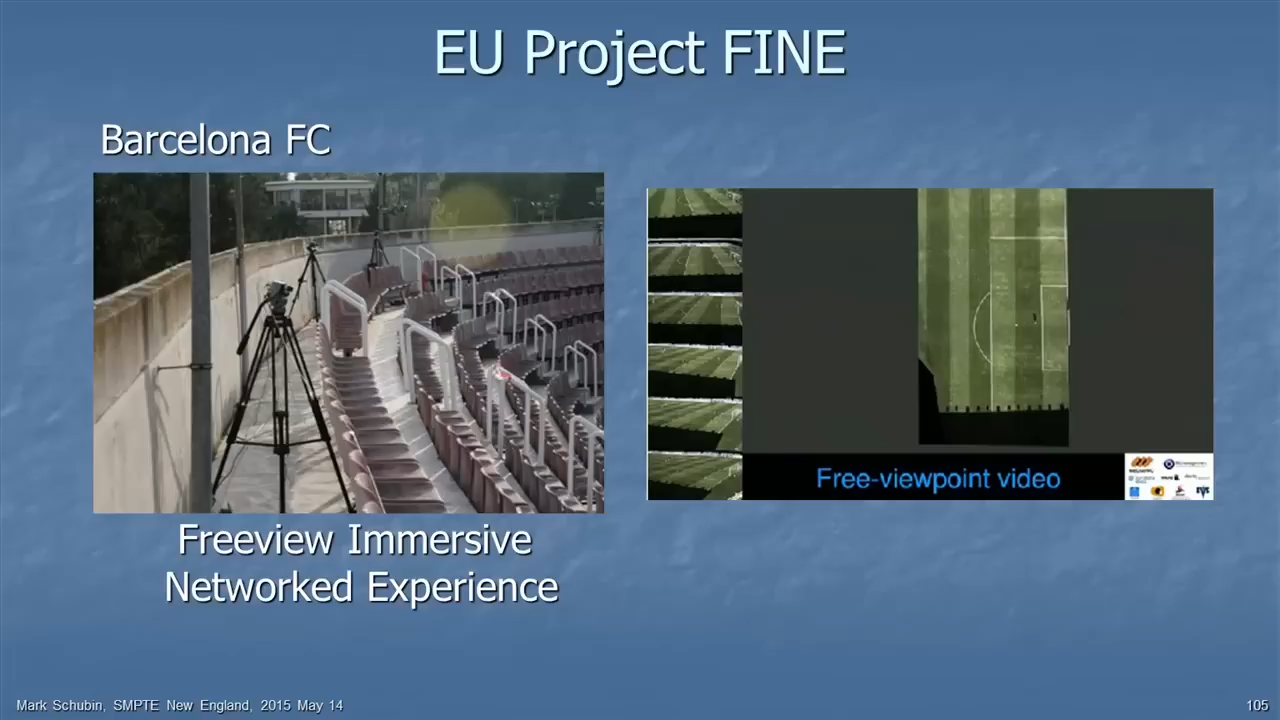 EU Project FINE
Barcelona FC
Free-viewpoint video
Freeview Immersive
Networked Experience
Mark Schubin, SMPTE New England, 2015 May 14
105